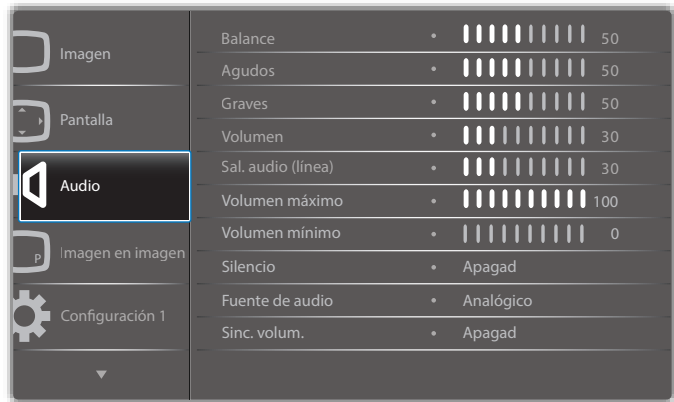 Imagen
Pantalla
Audio
P
Imagen en imagen
Configuración 1
Balance • 50
Agudos • 50
Graves • 50
Volumen • 30
Sal. audio (línea) • 30
Volumen máximo • 100
Volumen mínimo • 0
Silencio • Apagad
Fuente de audio • Analógico
Sinc. volum. • Apagad